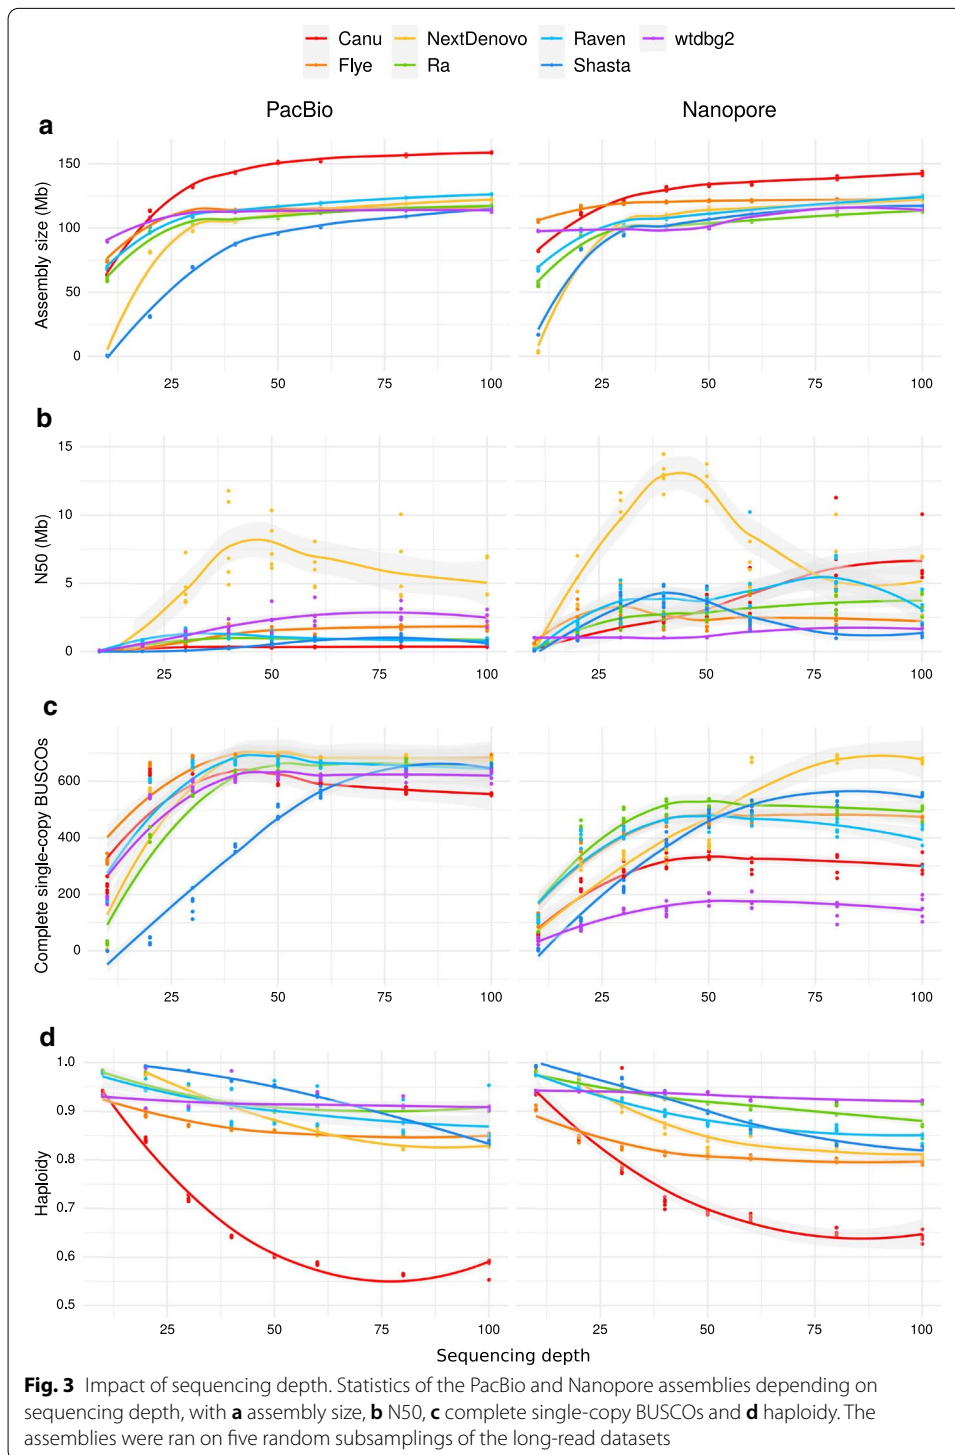 Canu NextDenovo Raven wtdbg2
Flye Ra Shasta
PacBio Nanopore
a
Assembly size (Mb)
150
100
50
0
25 50 75 100 25 50 75 100
b
N50 (Mb)
15
10
5
0
25 50 75 100 25 50 75 100
c
Complete single-copy BUSCOs
600
400
200
0
25 50 75 100 25 50 75 100
d
Haploidy
1.0
0.9
0.8
0.7
0.6
0.5
25 50 75 100 25 50 75 100
Sequencing depth
Fig. 3 Impact of sequencing depth. Statistics of the PacBio and Nanopore assemblies depending on
sequencing depth, with a assembly size, b N50, c complete single-copy BUSCOs and d haploidy. The
assemblies were ran on five random subsamplings of the long-read datasets